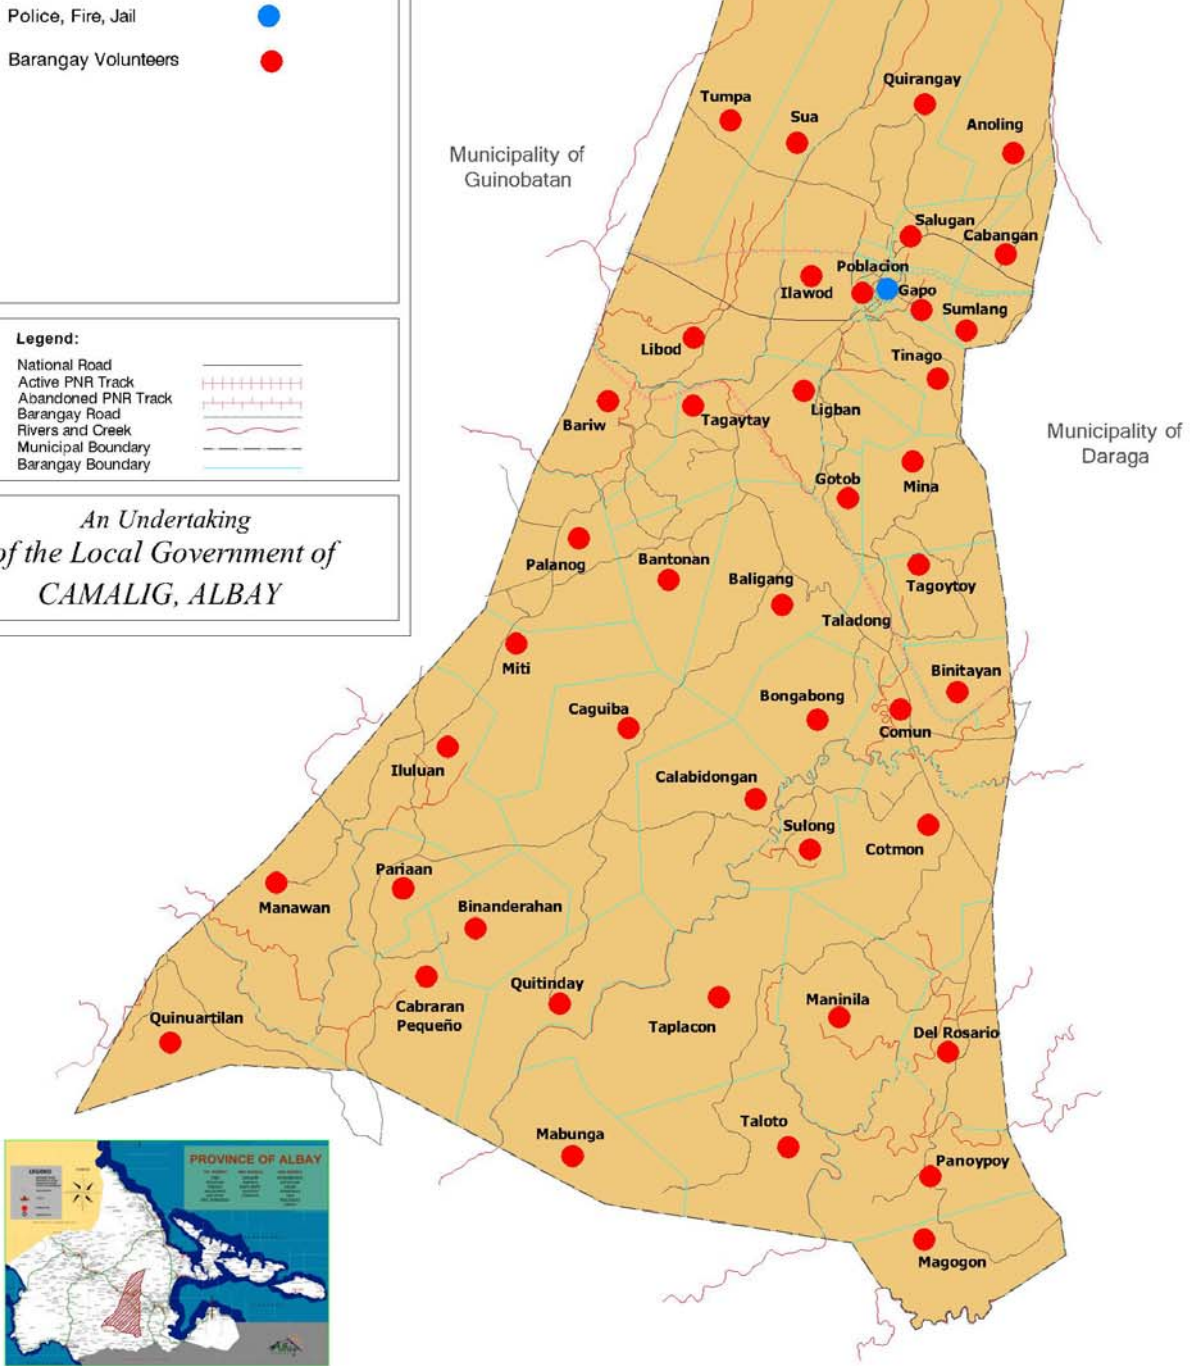 Police, Fire, Jail
Barangay Volunteers
Quirangay
Tumpa
Sua
Anoling
Municipality of
Guinobatan
Salugan
Cabangan
Poblacion
Ilawod
Gapo
Sumlang
Legend:
National Road
Active PNR Track
Abandoned PNR Track
Barangay Road
Rivers and Creek
Municipal Boundary
Barangay Boundary
Libod
Tinago
Bariw
Tagaytay
Ligban
Municipality of
Daraga
Gotob
Mina
An Undertaking
of the Local Government of
CAMALIG, ALBAY
Palanog
Bantonan
Baligang
Tagoytoy
Taladong
Miti
Binitayan
Bongabong
Caguiba
Comun
Iluluan
Calabidongan
Sulong
Cotmon
Pariaan
Manawan
Binanderahan
Quitinday
Cabraran
Pequeño
Maninila
Quinuartilan
Taplacon
Del Rosario
Taloto
Mabunga
Panoypoy
Magogon
PROVINCE OF ALBAY
LEGENDS